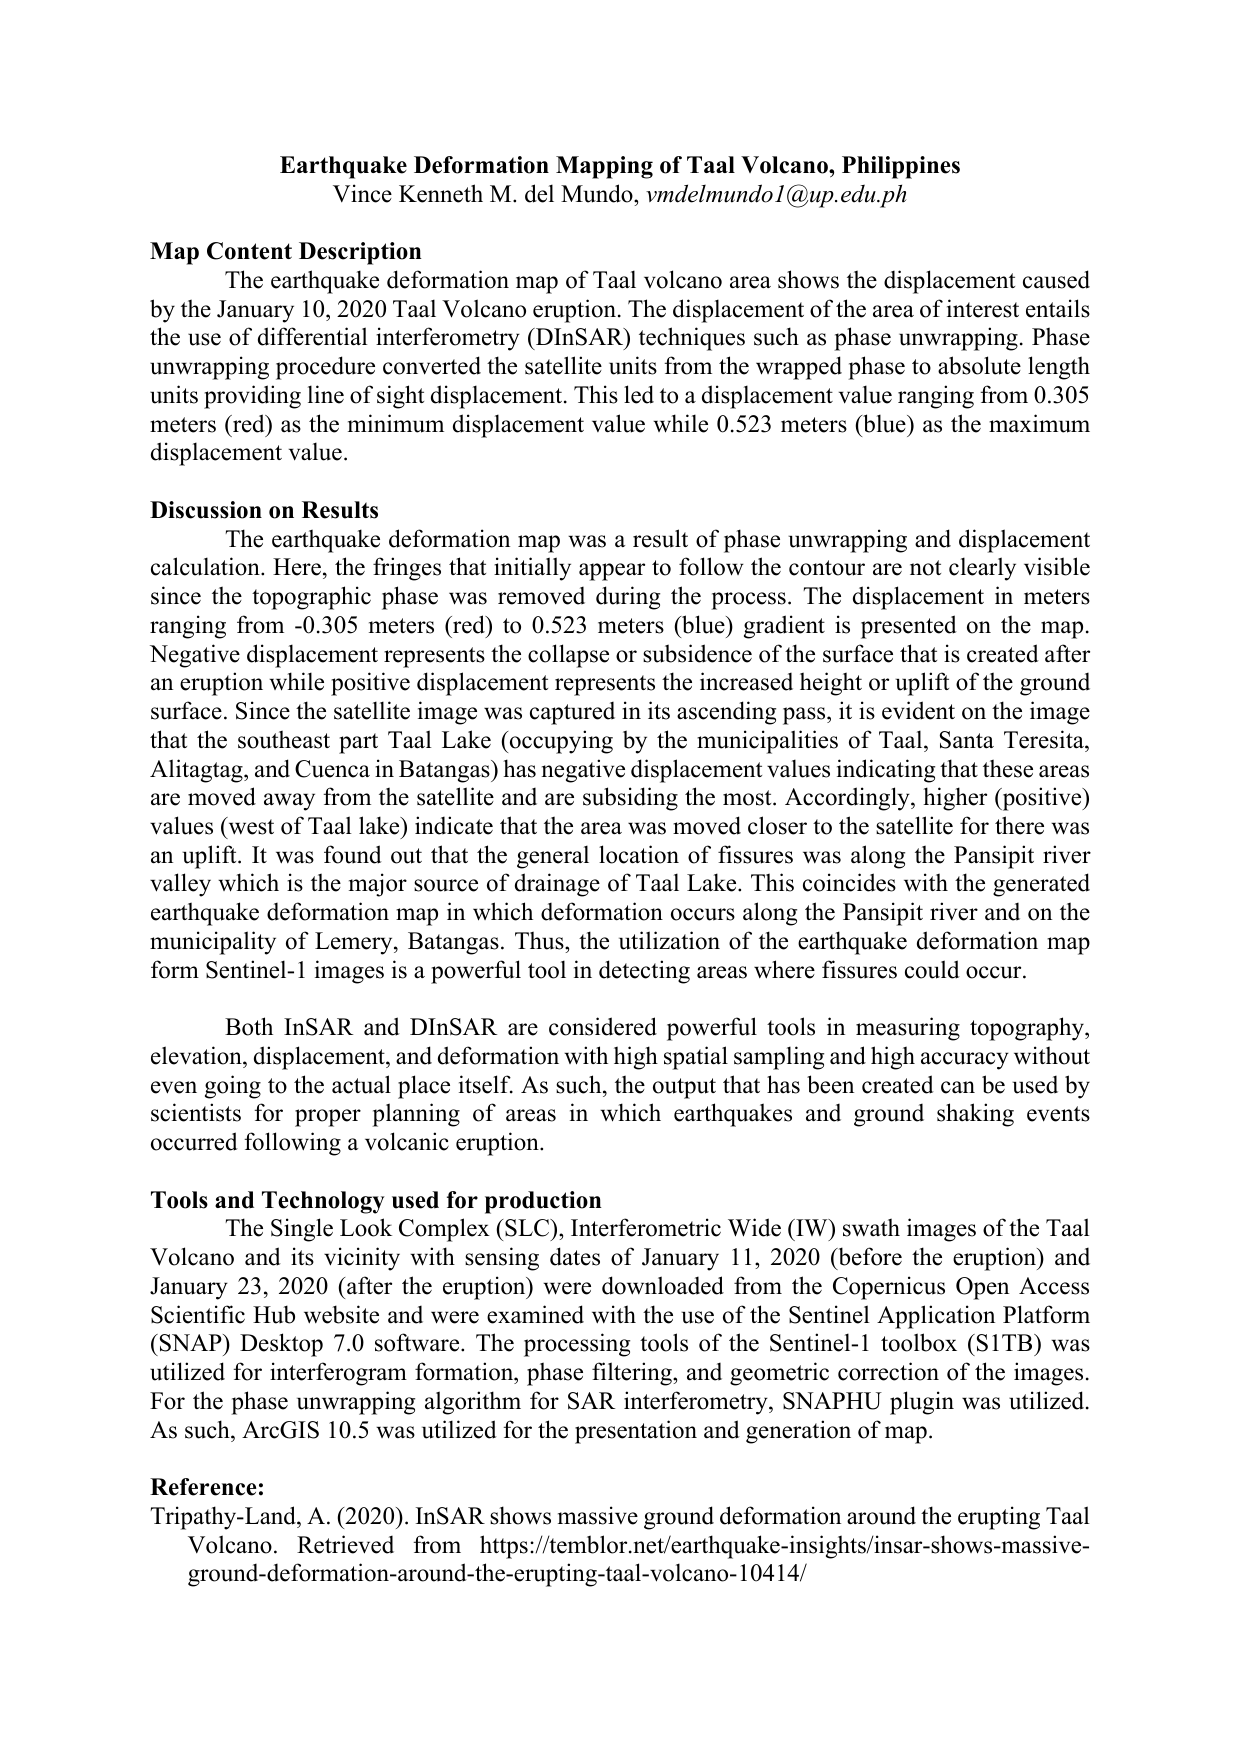 Earthquake Deformation Mapping of Taal Volcano, Philippines
Vince Kenneth M. del Mundo, vmdelmundo1@up.edu.ph
Map Content Description
The earthquake deformation map of Taal volcano area shows the displacement caused
by the January 10, 2020 Taal Volcano eruption. The displacement of the area of interest entails
the use of differential interferometry (DInSAR) techniques such as phase unwrapping. Phase
unwrapping procedure converted the satellite units from the wrapped phase to absolute length
units providing line of sight displacement. This led to a displacement value ranging from 0.305
meters (red) as the minimum displacement value while 0.523 meters (blue) as the maximum
displacement value.
Discussion on Results
The earthquake deformation map was a result of phase unwrapping and displacement
calculation. Here, the fringes that initially appear to follow the contour are not clearly visible
since the topographic phase was removed during the process. The displacement in meters
ranging from -0.305 meters (red) to 0.523 meters (blue) gradient is presented on the map.
Negative displacement represents the collapse or subsidence of the surface that is created after
an eruption while positive displacement represents the increased height or uplift of the ground
surface. Since the satellite image was captured in its ascending pass, it is evident on the image
that the southeast part Taal Lake (occupying by the municipalities of Taal, Santa Teresita,
Alitagtag, and Cuenca in Batangas) has negative displacement values indicating that these areas
are moved away from the satellite and are subsiding the most. Accordingly, higher (positive)
values (west of Taal lake) indicate that the area was moved closer to the satellite for there was
an uplift. It was found out that the general location of fissures was along the Pansipit river
valley which is the major source of drainage of Taal Lake. This coincides with the generated
earthquake deformation map in which deformation occurs along the Pansipit river and on the
municipality of Lemery, Batangas. Thus, the utilization of the earthquake deformation map
form Sentinel-1 images is a powerful tool in detecting areas where fissures could occur.
Both InSAR and DInSAR are considered powerful tools in measuring topography,
elevation, displacement, and deformation with high spatial sampling and high accuracy without
even going to the actual place itself. As such, the output that has been created can be used by
scientists for proper planning of areas in which earthquakes and ground shaking events
occurred following a volcanic eruption.
Tools and Technology used for production
The Single Look Complex (SLC), Interferometric Wide (IW) swath images of the Taal
Volcano and its vicinity with sensing dates of January 11, 2020 (before the eruption) and
January 23, 2020 (after the eruption) were downloaded from the Copernicus Open Access
Scientific Hub website and were examined with the use of the Sentinel Application Platform
(SNAP) Desktop 7.0 software. The processing tools of the Sentinel-1 toolbox (S1TB) was
utilized for interferogram formation, phase filtering, and geometric correction of the images.
For the phase unwrapping algorithm for SAR interferometry, SNAPHU plugin was utilized.
As such, ArcGIS 10.5 was utilized for the presentation and generation of map.
Reference:
Tripathy-Land, A. (2020). InSAR shows massive ground deformation around the erupting Taal
Volcano. Retrieved from https://temblor.net/earthquake-insights/insar-shows-massive-
ground-deformation-around-the-erupting-taal-volcano-10414/